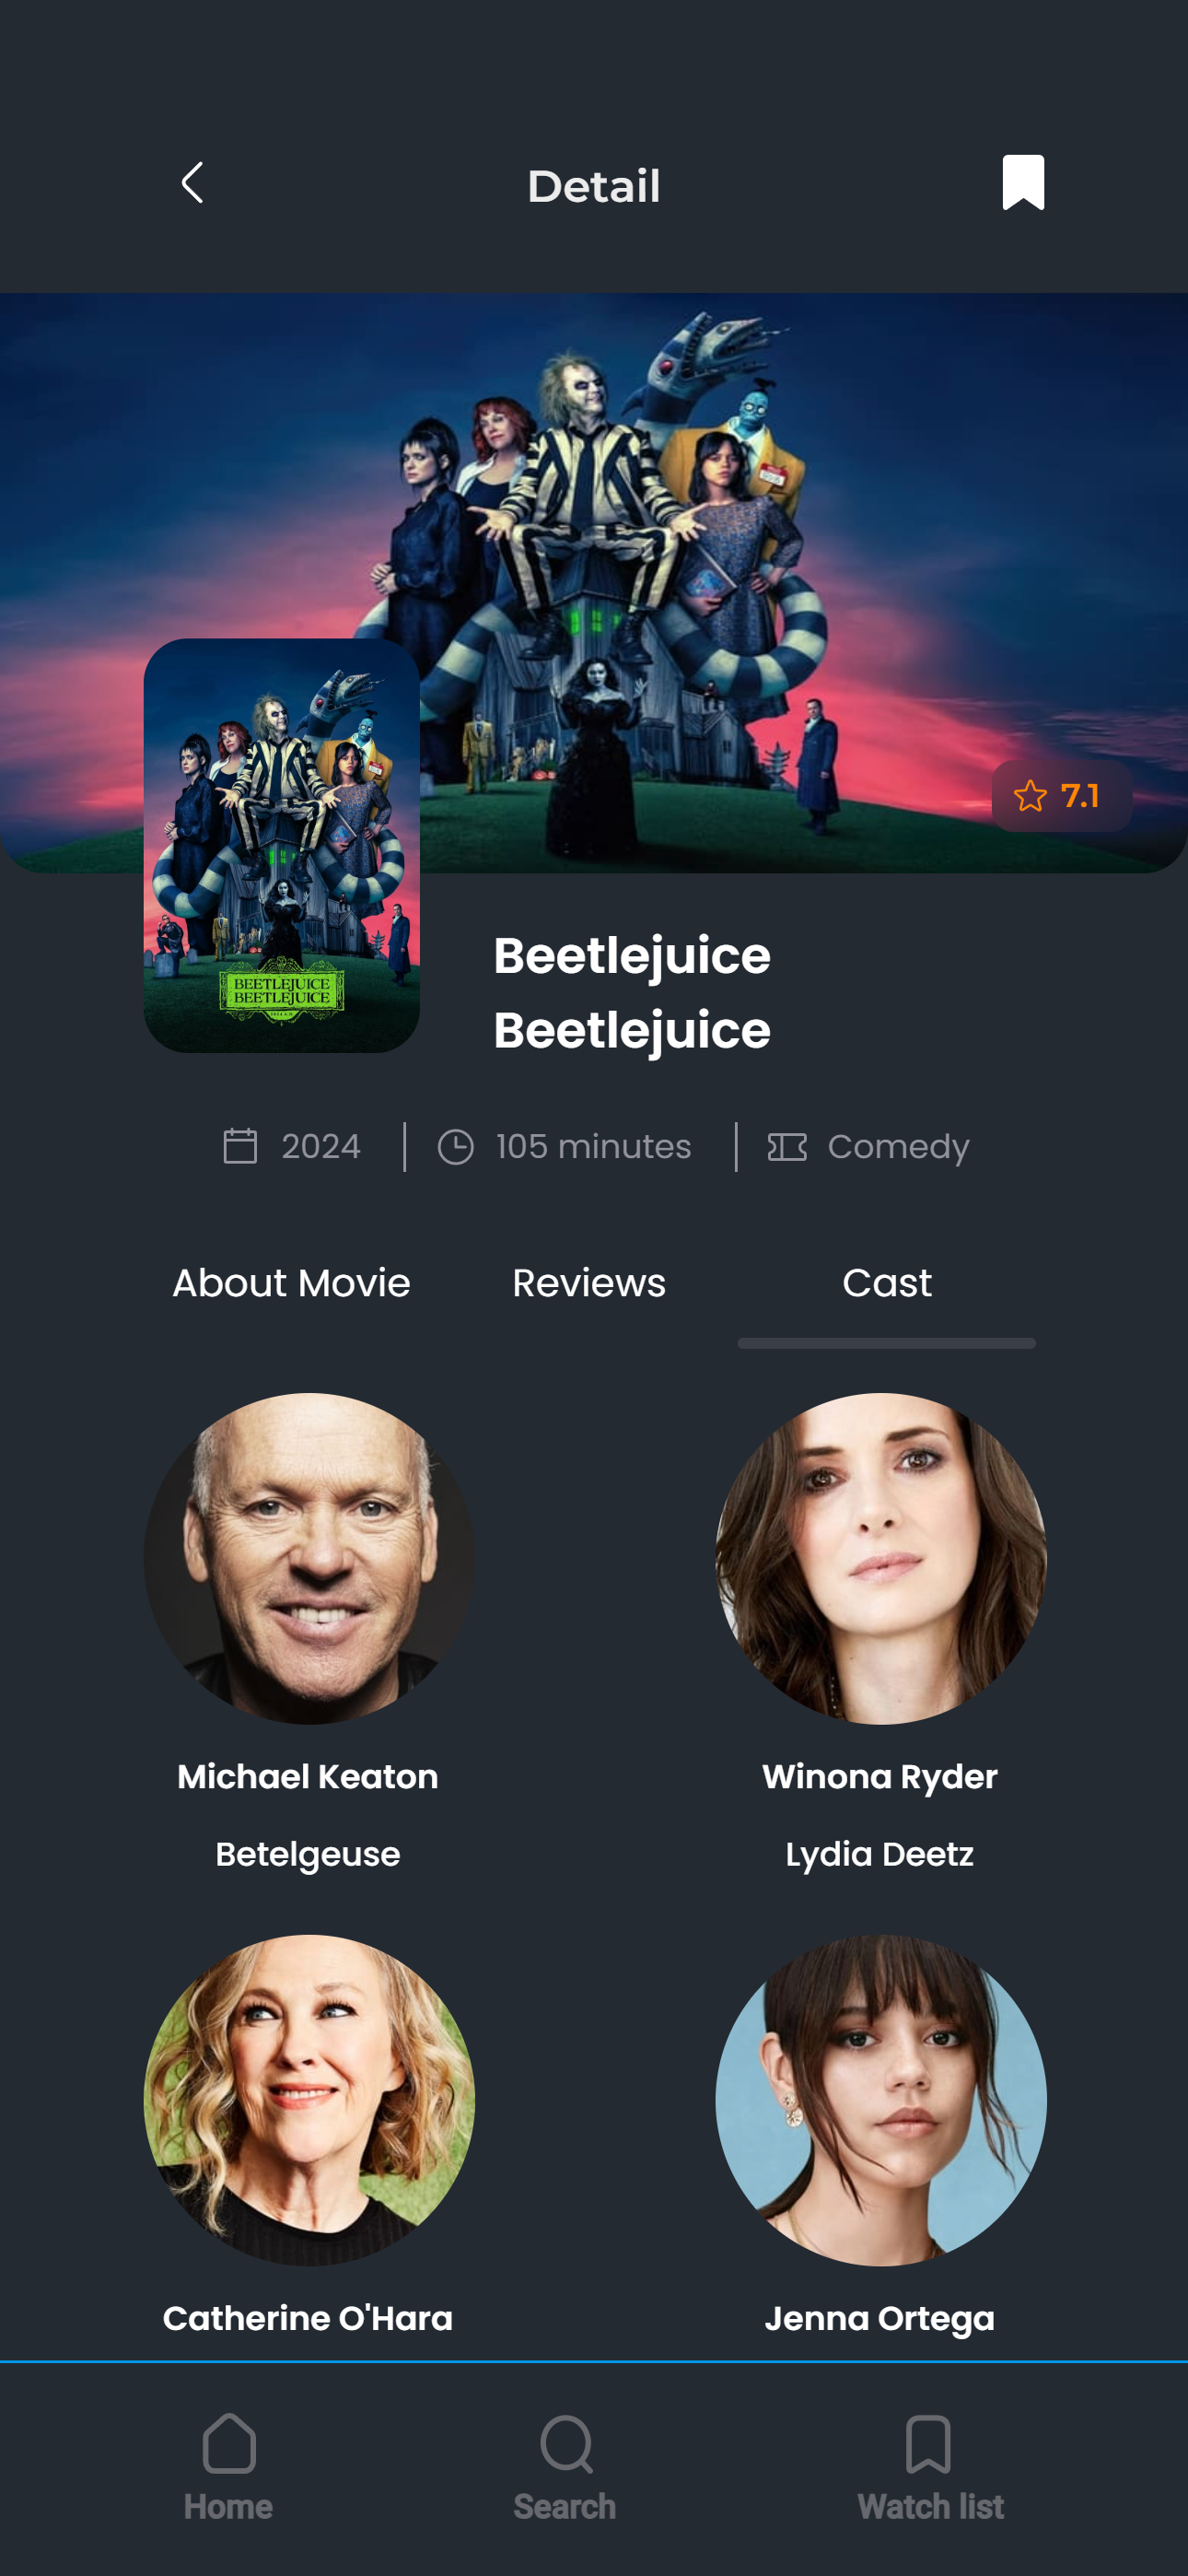 Detail
7.1
BEETLEJUICE
BEETLEJUICE
Beetlejuice
Beetlejuice
2024
105 minutes
Comedy
About Movie
Reviews
Cast
Michael Keaton
Winona Ryder
Betelgeuse
Lydia Deetz
Catherine O'Hara
Jenna Ortega
Home
Search
Watch list